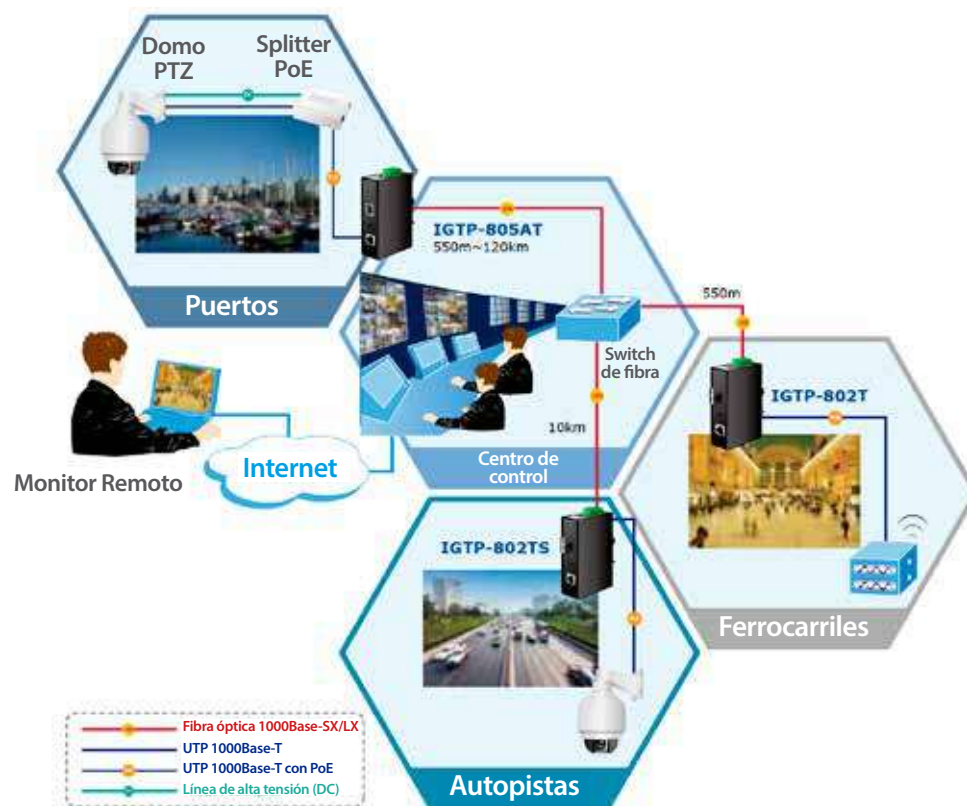 Domo
PTZ
Splitter
PoE
IGTP-805AT
550m~120km
Puertos
Switch
de fibra
550m
IGTP-802T
10km
Monitor Remoto
Internet
Centro de
control
IGTP-802TS
Ferrocarriles
Autopistas
Fibra óptica 1000Base-SX/LX
UTP 1000Base-T
UTP 1000Base-T con PoE
Línea de alta tensión (DC)